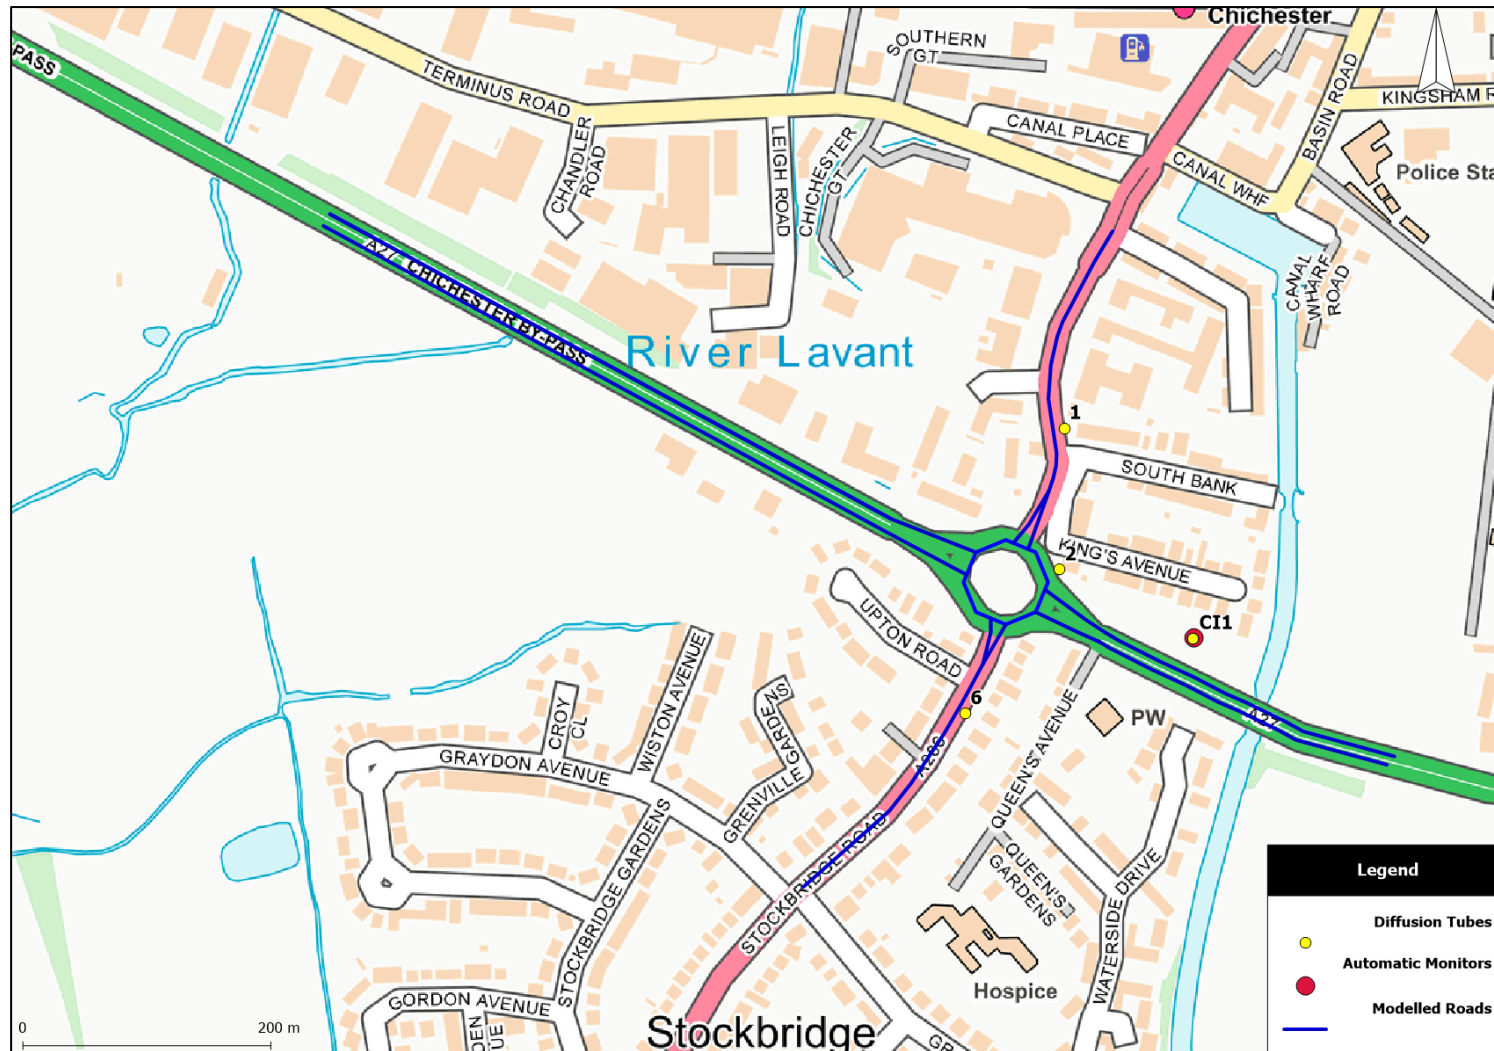 Chichester
PASS
SOUTHERN
GT
TERMINUS ROAD
CHANDLER
ROAD
LEIGH ROAD
CHICHESTER
GT
CANAL PLACE
CANAL WHF
BASIN ROAD
KINGSHAM R
Police Sta
CANAL
WHARF
ROAD
A27 CHICHESTER BY-PASS
River Lavant
1
SOUTH BANK
2
KING'S AVENUE
CI1
UPTON ROAD
6
PW
A27
A286
CROY
CL
WISTON AVENUE
GRAYDON AVENUE
GRENVILLE GARDENS
QUEEN'S AVENUE
QUEEN'S
GARDENS
STOCKBRIDGE GARDENS
STOCKBRIDGE ROAD
WATERSIDE DRIVE
Hospice
GORDON AVENUE
DEN
UE
Stockbridge
GR
0
200 m
Legend
Diffusion Tubes
Automatic Monitors
Modelled Roads